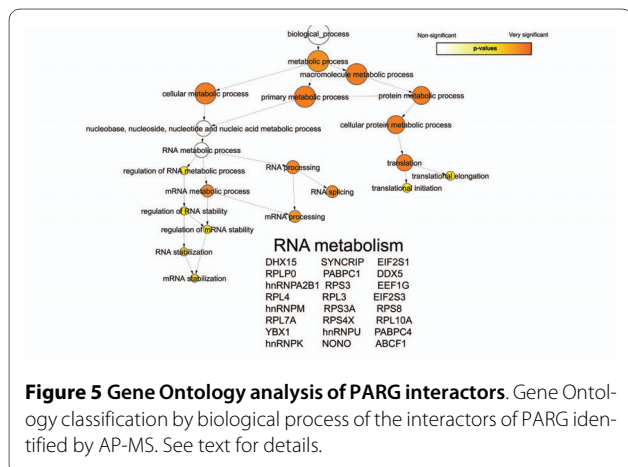 biological_process
Non-significant Very significant
p-values
metabolic process
macromolecule metabolic process
cellular metabolic process primary metabolic process protein metabolic process
nucleobase, nucleoside, nucleotide and nucleic acid metabolic process cellular protein metabolic process
RNA metabolic process
regulation of RNA metabolic process RNA processing translation
translational elongation
mRNA metabolic process RNA splicing translational initiation
regulation of RNA stability mRNA processing
regulation of mRNA stability
RNA stabilization
mRNA stabilization
RNA metabolism
DHX15 SYNCRIP EIF2S1
RPLP0 PABPC1 DDX5
hnRNPA2B1 RPS3 EEF1G
RPL4 RPL3 EIF2S3
hnRNPM RPS3A RPS8
RPL7A RPS4X RPL10A
YBX1 hnRNPU PABPC4
hnRNPK NONO ABCF1
Figure 5 Gene Ontology analysis of PARG interactors. Gene Ontol-
ogy classification by biological process of the interactors of PARG iden-
tified by AP-MS. See text for details.